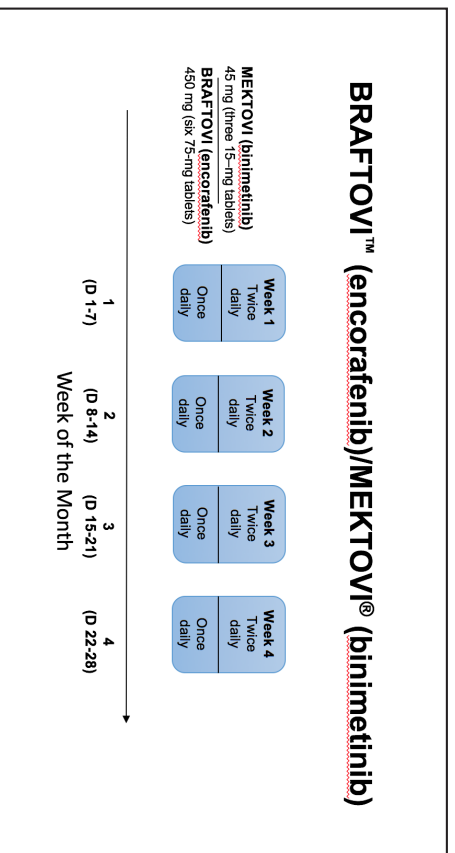 BRAFTOVI™ (encorafenib)/MEKTOVI® (binimetinib)
MEKTOVI (binimetinib)
45 mg (three 15–mg tablets)
BRAFTOVI (encorafenib)
450 mg (six 75-mg tablets)
Week 1
Twice
daily
Once
daily
Week 2
Twice
daily
Once
daily
Week 3
Twice
daily
Once
daily
Week 4
Twice
daily
Once
daily
1
(D 1-7)
2
(D 8-14)
3
(D 15-21)
4
(D 22-28)
Week of the Month